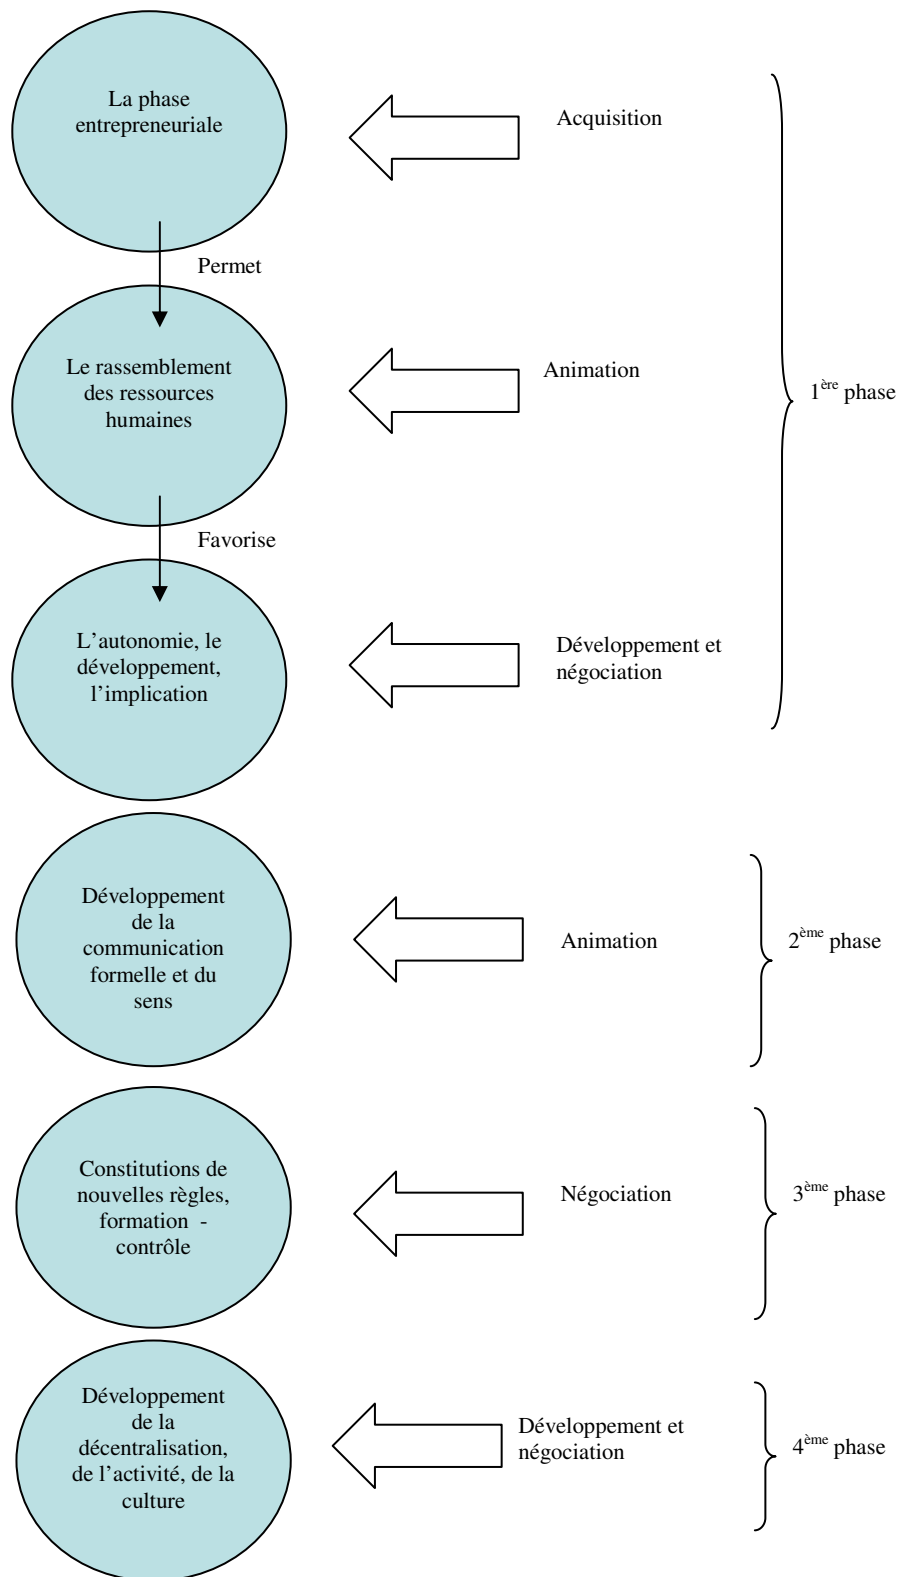 La phase
entrepreneuriale
Acquisition
Permet
Le rassemblement
des ressources
humaines
Animation
1ère phase
Favorise
L’autonomie, le
développement,
l’implication
Développement et
négociation
Développement
de la
communication
formelle et du
sens
Animation
2ème phase
Constitutions de
nouvelles règles,
formation -
contrôle
Négociation
3ème phase
Développement
de la
décentralisation,
de l’activité, de la
culture
Développement et
négociation
4ème phase